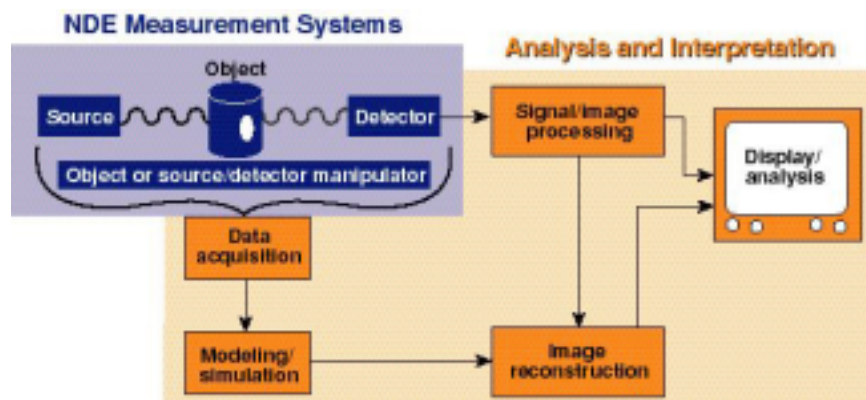 NDE Measurement Systems
Analysis and Interpretation
Object
Source
Detector
Object or source/detector manipulator
Signal/image
processing
Display/
analysis
Data
acquisition
Modeling/
simulation
Image
reconstruction